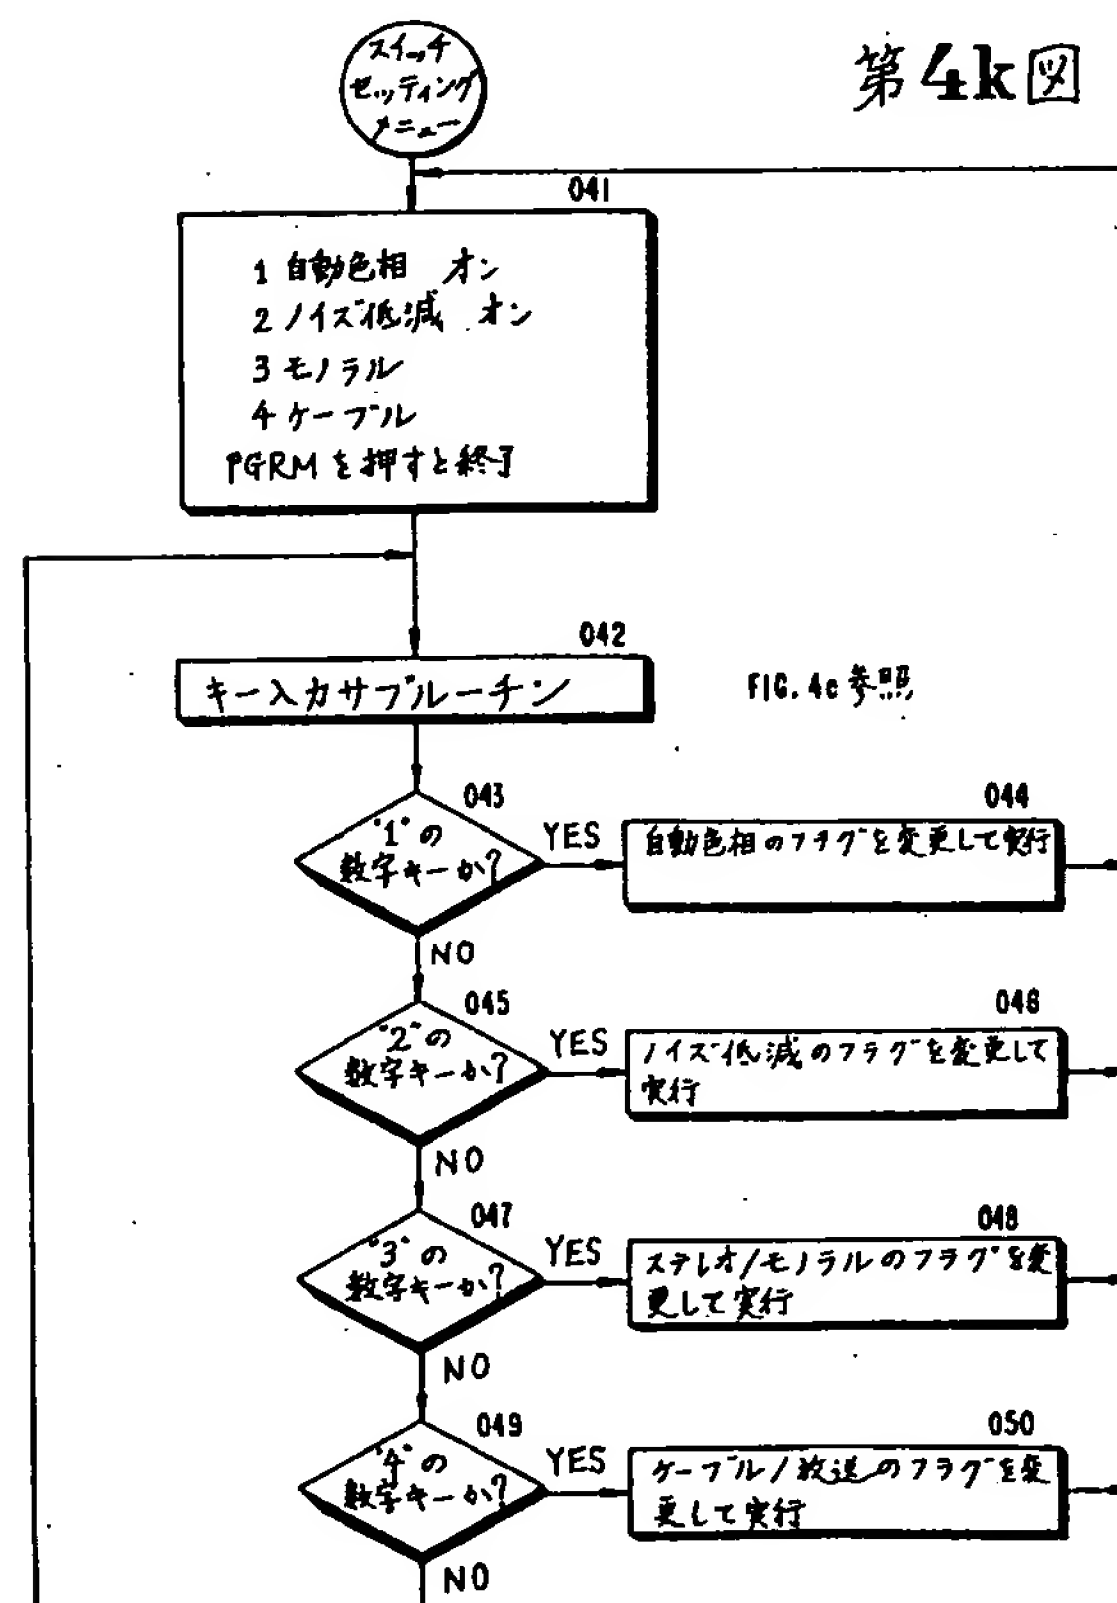 第4k図
スイッチ
セッティング
メニュー
041
1 自動色相 オン
2 ノイズ低減 オン
3 モノラル
4 ケーブル
PGRMを押すと終了
042
キー入力サブルーチン
FIG. 4c 参照
043
"1"の
数字キーか?
YES
044
自動色相のフラグを変更して実行
NO
045
"2"の
数字キーか?
YES
046
ノイズ低減のフラグを変更して
実行
NO
047
"3"の
数字キーか?
YES
048
ステレオ/モノラルのフラグを変
更して実行
NO
049
"4"の
数字キーか?
YES
050
ケーブル/放送のフラグを変
更して実行
NO